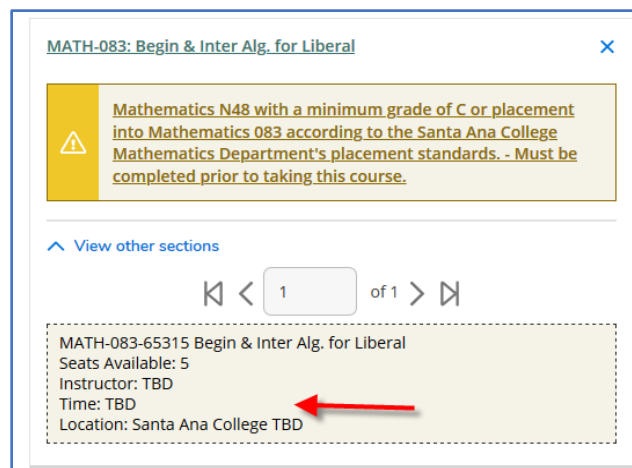 MATH-083: Begin & Inter Alg. for Liberal
Mathematics N48 with a minimum grade of C or placement
into Mathematics 083 according to the Santa Ana College
Mathematics Department's placement standards. - Must be
completed prior to taking this course.
View other sections
1 of 1
MATH-083-65315 Begin & Inter Alg. for Liberal
Seats Available: 5
Instructor: TBD
Time: TBD
Location: Santa Ana College TBD